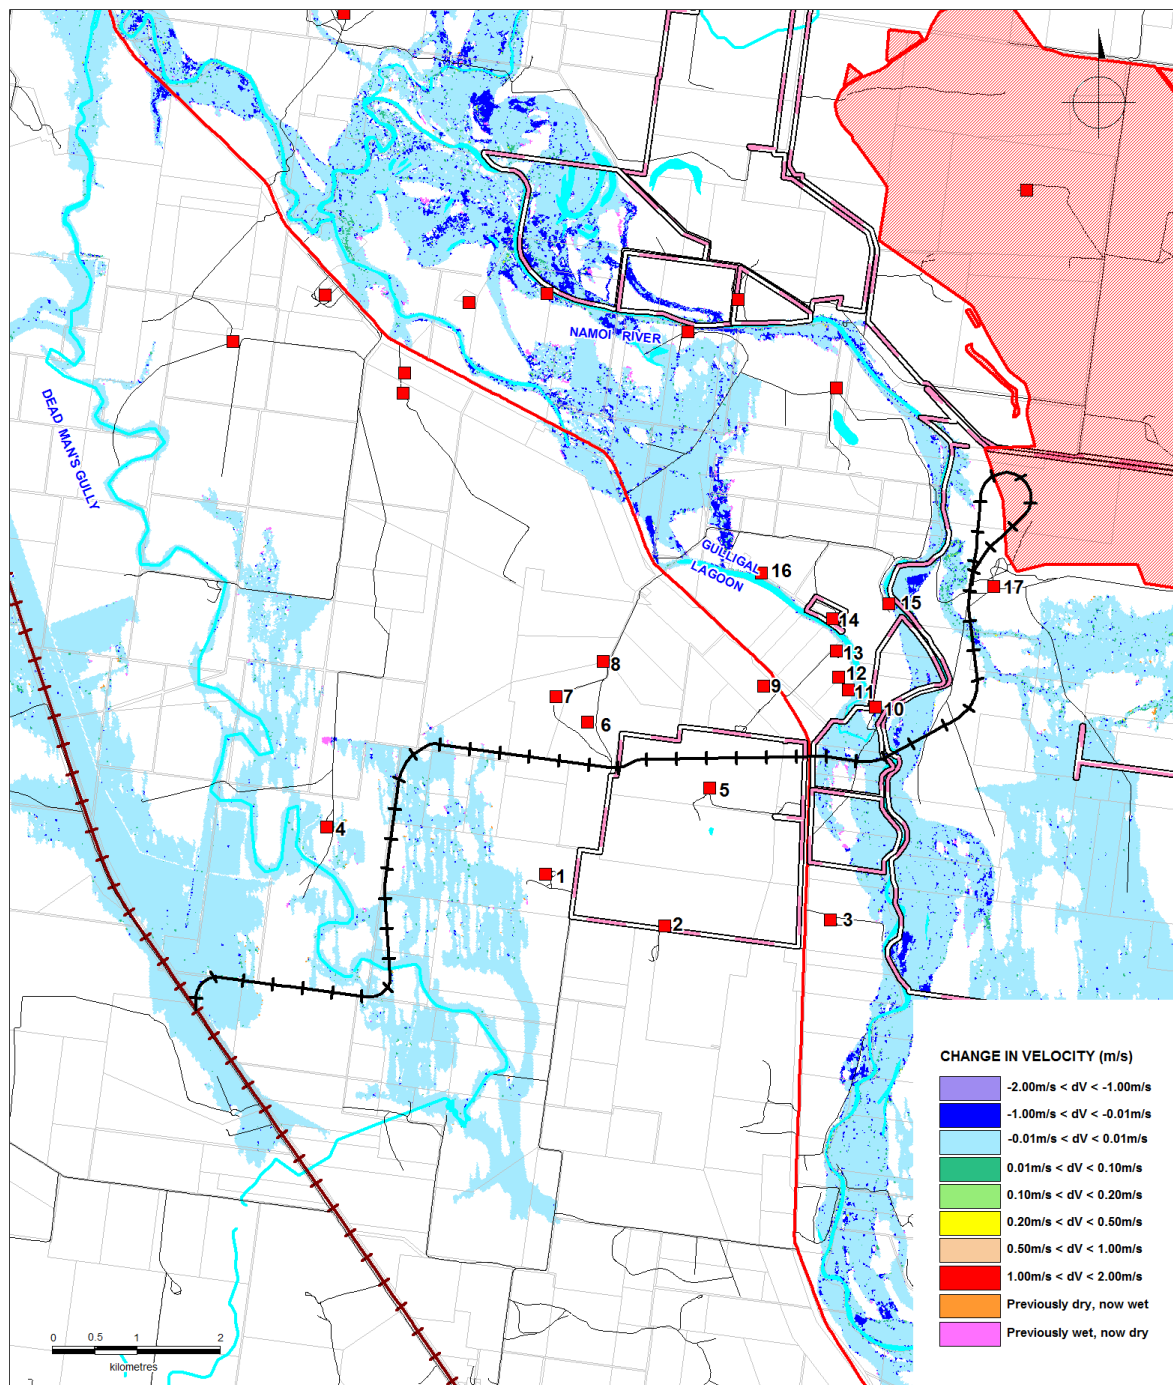 NAMOI RIVER
DEAD MAN'S GULLY
GULLIGAL
LAGOON
16
17
15
14
13
8
12
9
11
7
10
6
5
4
1
3
2
CHANGE IN VELOCITY (m/s)
-2.00m/s < dV < -1.00m/s
-1.00m/s < dV < -0.01m/s
-0.01m/s < dV < 0.01m/s
0.01m/s < dV < 0.10m/s
0.10m/s < dV < 0.20m/s
0.20m/s < dV < 0.50m/s
0.50m/s < dV < 1.00m/s
1.00m/s < dV < 2.00m/s
Previously dry, now wet
Previously wet, now dry
0 0.5 1 2
kilometres